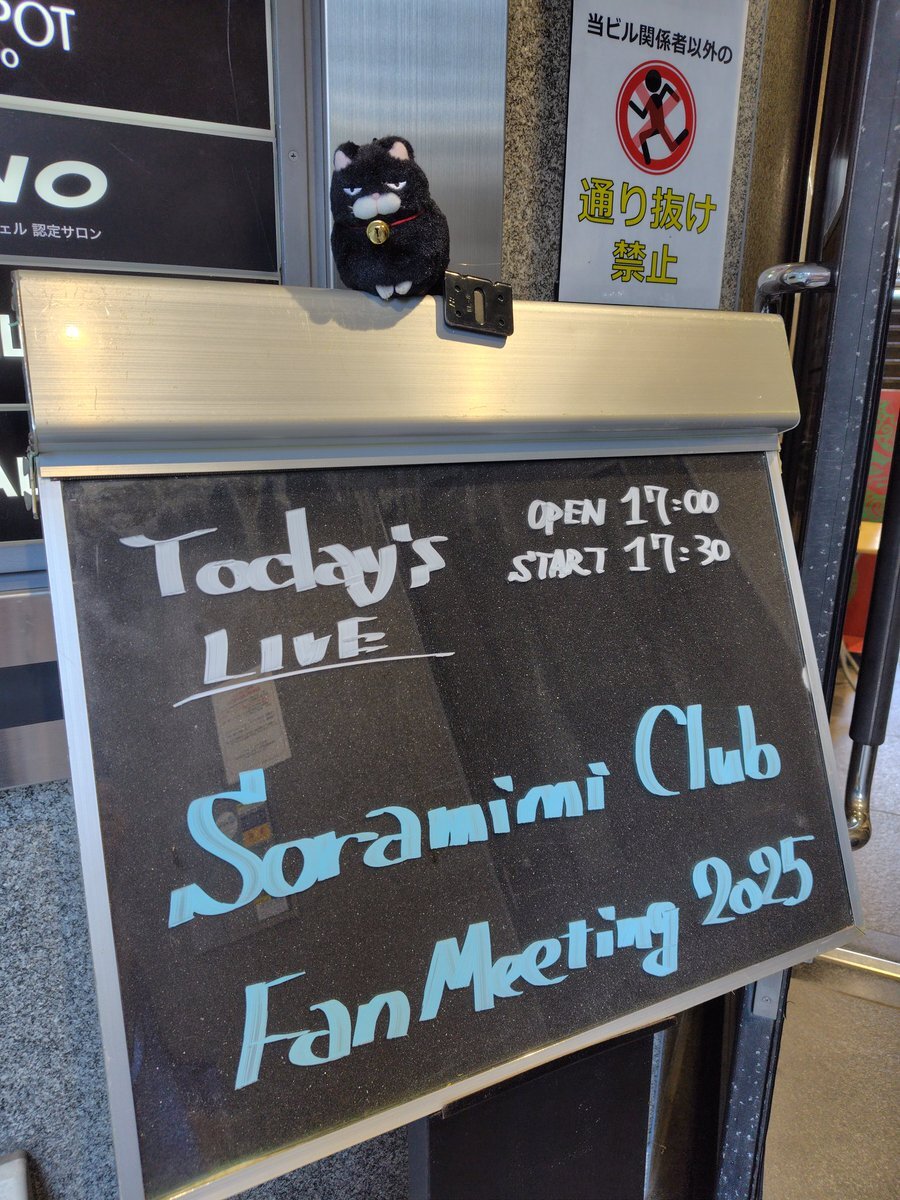 POT
O
NO
ェル 認定サロン
当ビル関係者以外の
通り抜け
禁止
Today's
LIVE
OPEN 17:00
START 17:30
Soramimi Club
Fan Meeting 2025